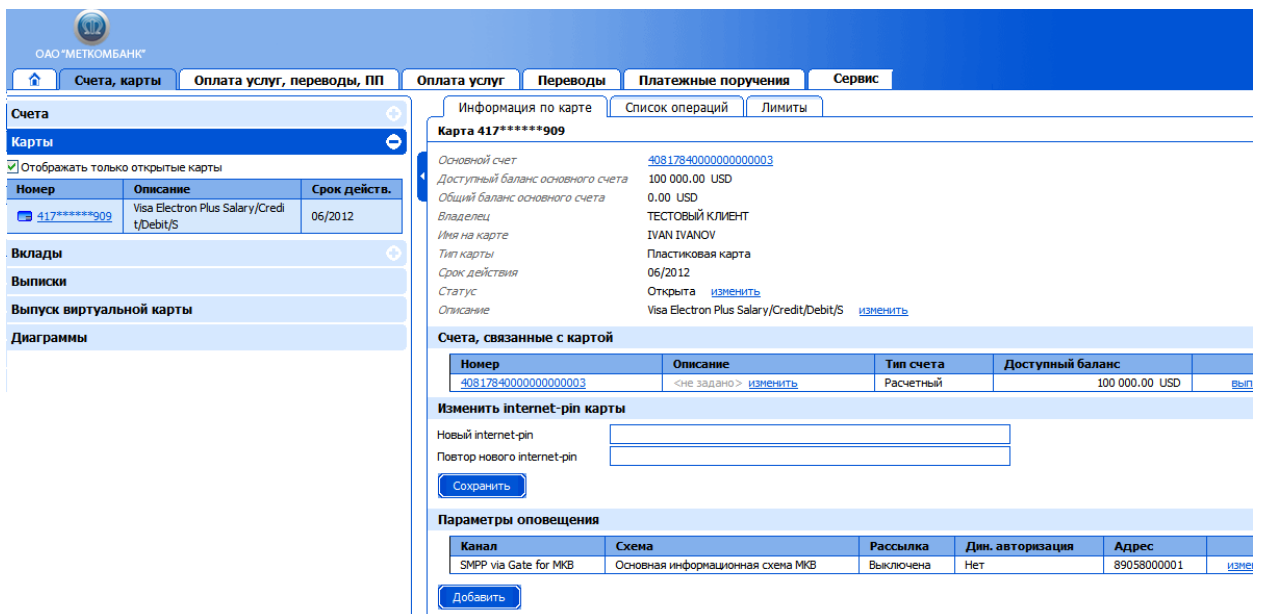 ОАО "МЕТКОМБАНК"
Счета, карты
Оплата услуг, переводы, ПП
Оплата услуг
Переводы
Платежные поручения
Сервис
Счета
Карты
Отображать только открытые карты
Номер Описание Срок действ.
417******909 Visa Electron Plus Salary/Credi
t/Debit/S 06/2012
Вклады
Выписки
Выпуск виртуальной карты
Диаграммы
Информация по карте Список операций Лимиты
Карта 417******909
Основной счет 40817840000000000003
Доступный баланс основного счета 100 000.00 USD
Общий баланс основного счета 0.00 USD
Владелец ТЕСТОВЫЙ КЛИЕНТ
Имя на карте IVAN IVANOV
Тип карты Пластиковая карта
Срок действия 06/2012
Статус Открыта изменить
Описание Visa Electron Plus Salary/Credit/Debit/S изменить
Счета, связанные с картой
Номер Описание Тип счета Доступный баланс
40817840000000000003 <не задано> изменить Расчетный 100 000.00 USD вып
Изменить internet-pin карты
Новый internet-pin
Повтор нового internet-pin
Сохранить
Параметры оповещения
Канал Схема Рассылка Дин. авторизация Адрес
SMPP via Gate for MKB Основная информационная схема МКВ Выключена Нет 89058000001 изме
Добавить